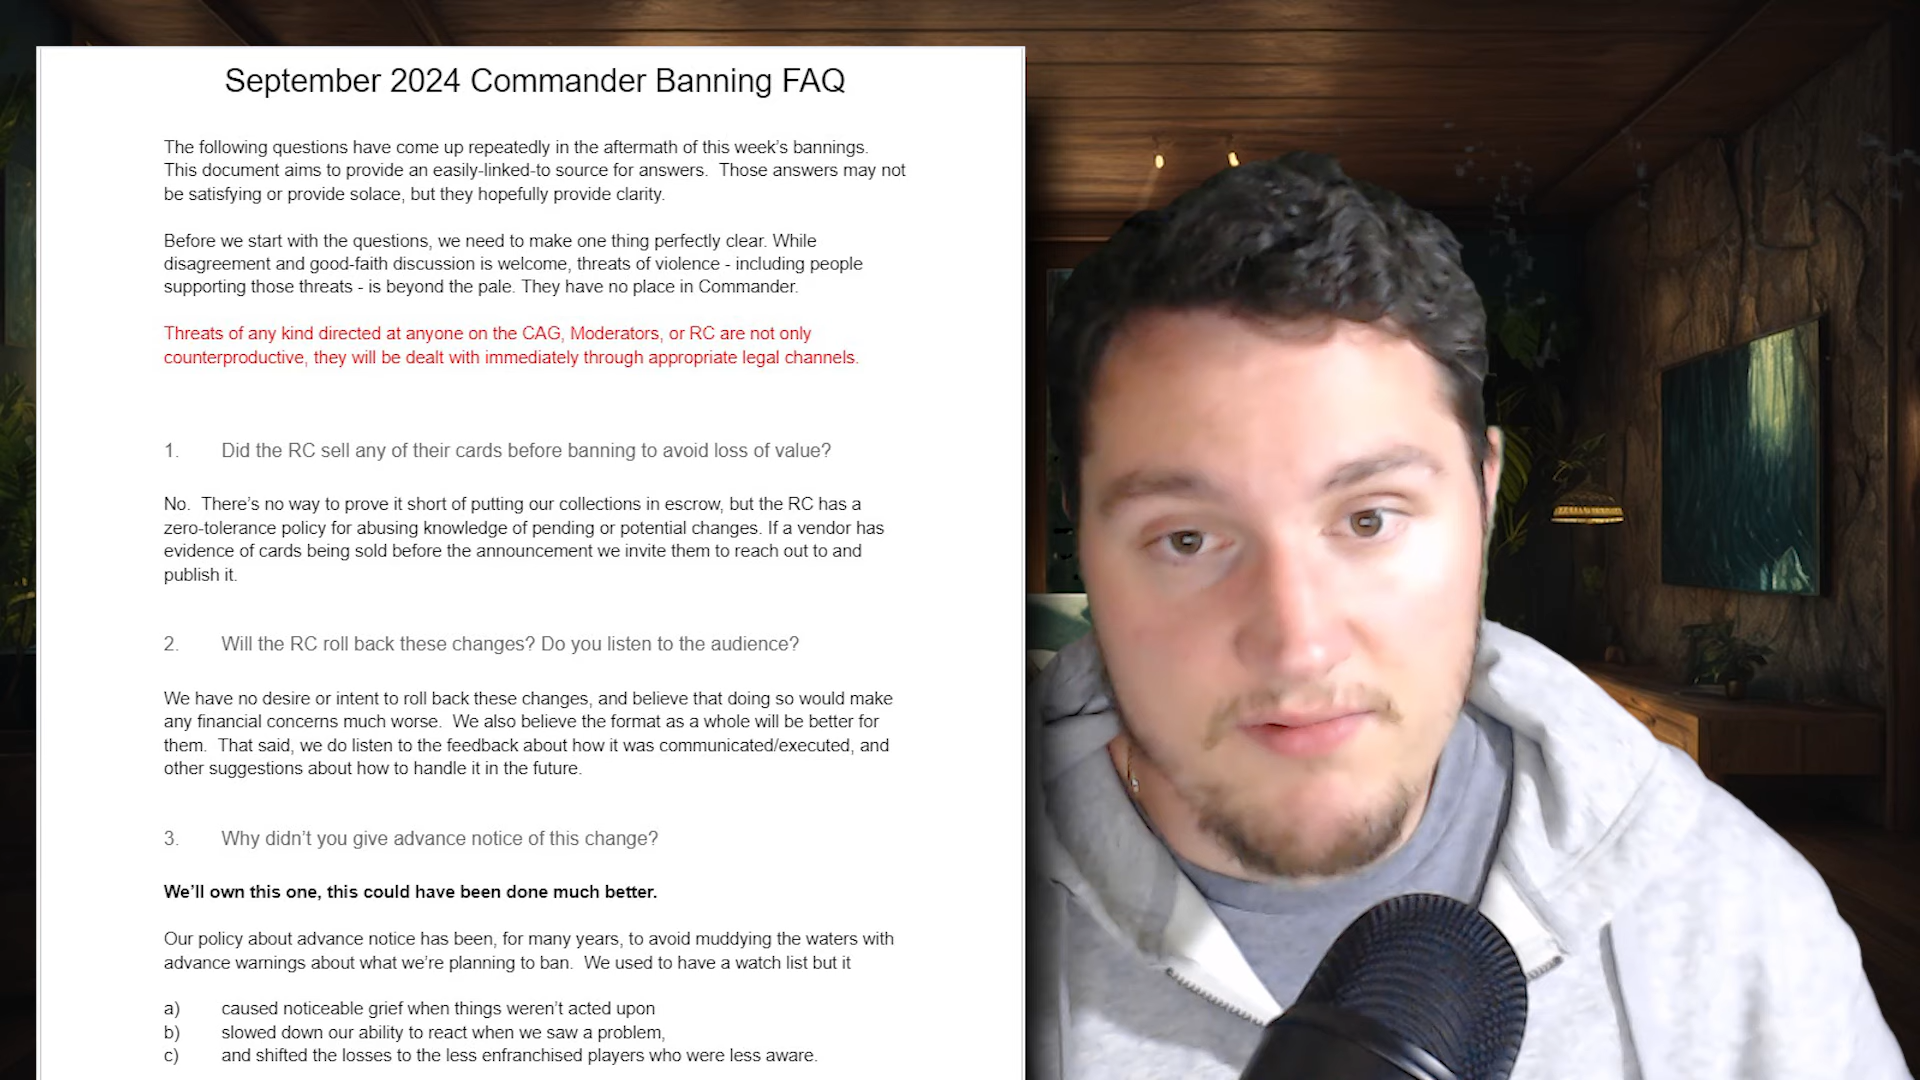 September 2024 Commander Banning FAQ
The following questions have come up repeatedly in the aftermath of this week's bannings.
This document aims to provide an easily-linked-to source for answers.  Those answers may not
be satisfying or provide solace, but they hopefully provide clarity.
Before we start with the questions, we need to make one thing perfectly clear. While
disagreement and good-faith discussion is welcome, threats of violence - including people
supporting those threats - is beyond the pale. They have no place in Commander.
Threats of any kind directed at anyone on the CAG, Moderators, or RC are not only
counterproductive, they will be dealt with immediately through appropriate legal channels.
1. Did the RC sell any of their cards before banning to avoid loss of value?
No.  There's no way to prove it short of putting our collections in escrow, but the RC has a
zero-tolerance policy for abusing knowledge of pending or potential changes. If a vendor has
evidence of cards being sold before the announcement we invite them to reach out to and
publish it.
2. Will the RC roll back these changes? Do you listen to the audience?
We have no desire or intent to roll back these changes, and believe that doing so would make
any financial concerns much worse.  We also believe the format as a whole will be better for
them.  That said, we do listen to the feedback about how it was communicated/executed, and
other suggestions about how to handle it in the future.
3. Why didn't you give advance notice of this change?
We'll own this one, this could have been done much better.
Our policy about advance notice has been, for many years, to avoid muddying the waters with
advance warnings about what we're planning to ban.  We used to have a watch list but it
a) caused noticeable grief when things weren't acted upon
b) slowed down our ability to react when we saw a problem,
c) and shifted the losses to the less enfranchised players who were less aware.